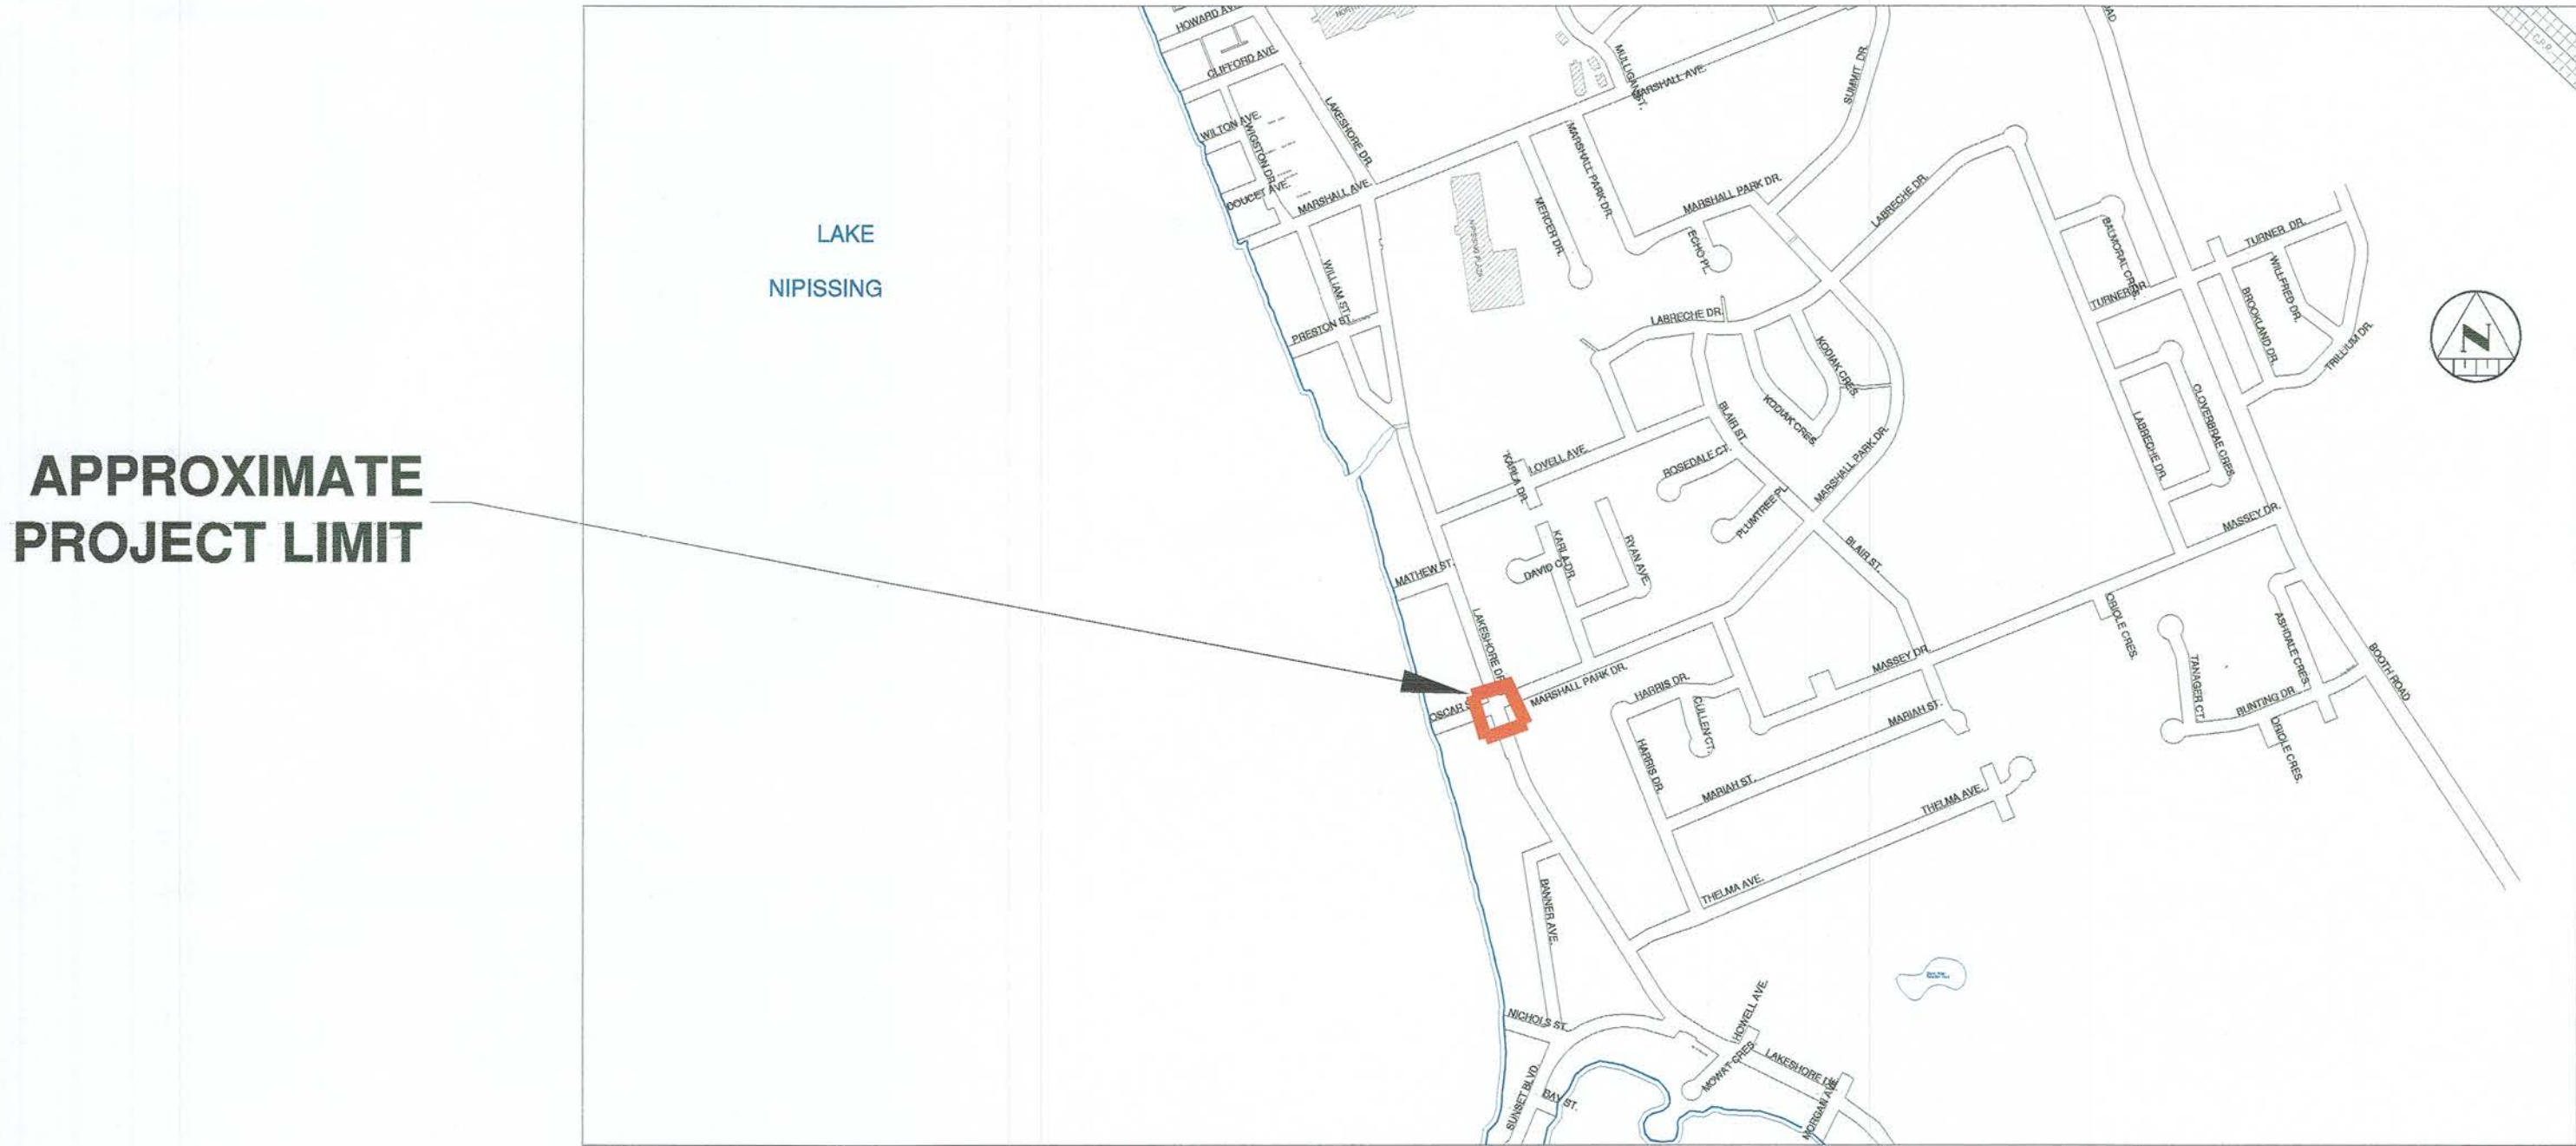 HOWARD AVE.
CLIFFORD AVE.
WILTON AVE.
WIGSTON DR.
DOUCET AVE.
MARSHALL AVE.
LAKESHORE DR.
MULLIGAN ST.
MARSHALL AVE.
SUMMIT DR.
C.P.R.
LAKE
NIPISSING
WILLIAM ST.
PRESTON ST.
NIPISSING PLAZA
MERCER DR.
MARSHALL PARK DR.
MARSHALL PARK DR.
ECHO PL.
LABRECHE DR.
LABRECHE DR.
BALMORAL CRES.
TURNER DR.
TURNER DR.
WILLFRED DR.
BROOKLAND DR.
TRILLIUM DR.
N
KODIAK CRES.
KODIAK CRES.
BLAIR ST.
MARSHALL PARK DR.
LABRECHE DR.
CLOVERBRAE CRES.
APPROXIMATE
PROJECT LIMIT
KARLA DR.
LOVELL AVE.
ROSEDALE CT.
PLUMTREE PL.
MASSEY DR.
MATHEW ST.
DAVID CT.
KARLA DR.
RYAN AVE.
BLAIR ST.
LAKESHORE DR.
ORIOLE CRES.
TANAGER CT.
ASHDALE CRES.
BOOTH ROAD
OSCAR S
MARSHALL PARK DR.
HARRIS DR.
CULLEN CT.
MASSEY DR.
MARIAH ST.
BUNTING DR.
ORIOLE CRES.
HARRIS DR.
MARIAH ST.
THELMA AVE.
THELMA AVE.
BANNER AVE.
NICHOLS ST.
HOWELL AVE.
MOWAT CRES.
LAKESHORE DR.
SUNSET BLVD.
BAY ST.
MORGAN AVE.